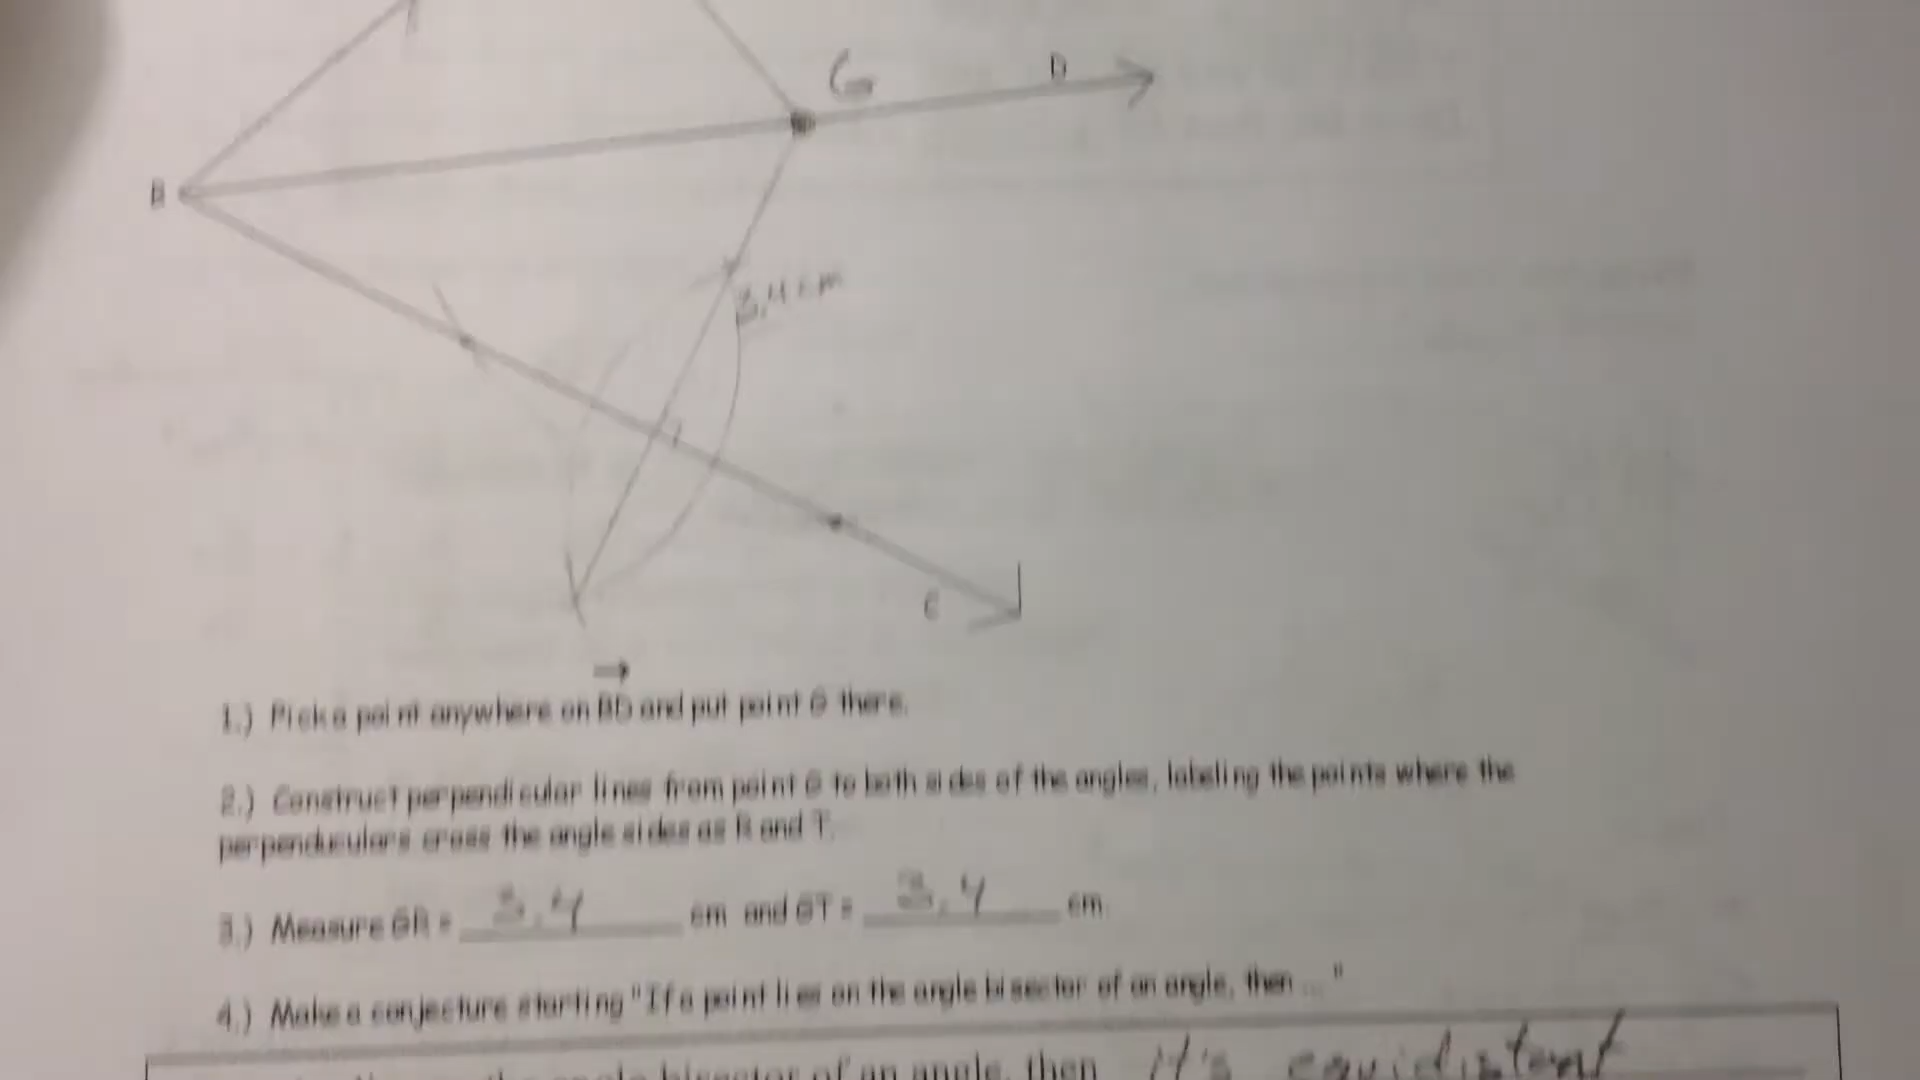 G
D
B
3.4 cm
C
1.) Pick a point anywhere on BD and put point G there.
2.) Construct perpendicular lines from point G to both sides of the angles, labeling the points where the
perpenduculars cross the angle sides as R and T.
3.) Measure GR = 3.4 cm and GT = 3.4 cm.
4.) Make a conjecture starting "If a point lies on the angle bisector of an angle, then ... "
the angle bisector of an angle, then it's equidistant